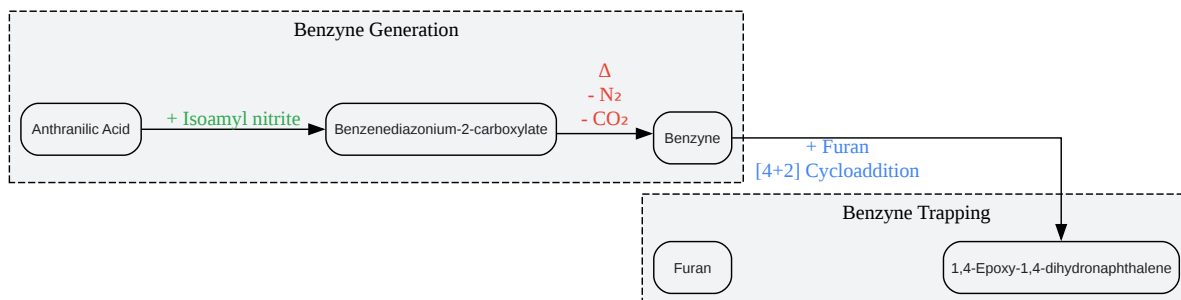 Benzyne Generation
Anthranilic Acid
+ Isoamyl nitrite
Benzenediazonium-2-carboxylate
Δ
- N₂
- CO₂
Benzyne
+ Furan
[4+2] Cycloaddition
Benzyne Trapping
Furan
1,4-Epoxy-1,4-dihydronaphthalene